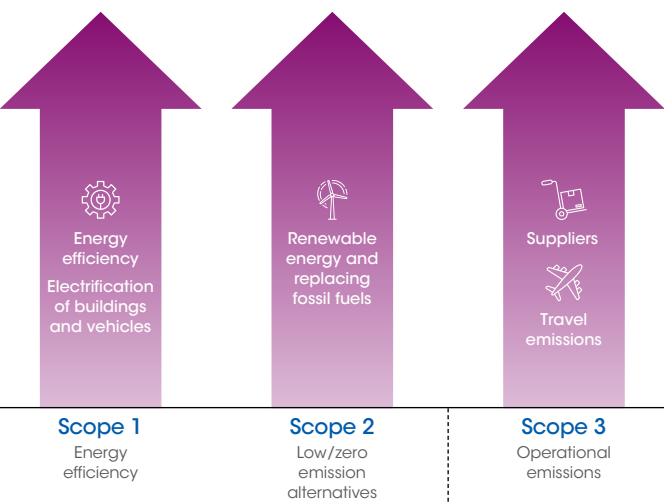 Energy
efficiency
Electrification
of buildings
and vehicles
Renewable
energy and
replacing
fossil fuels
Suppliers
Travel
emissions
Scope 1
Energy
efficiency
Scope 2
Low/zero
emission
alternatives
Scope 3
Operational
emissions